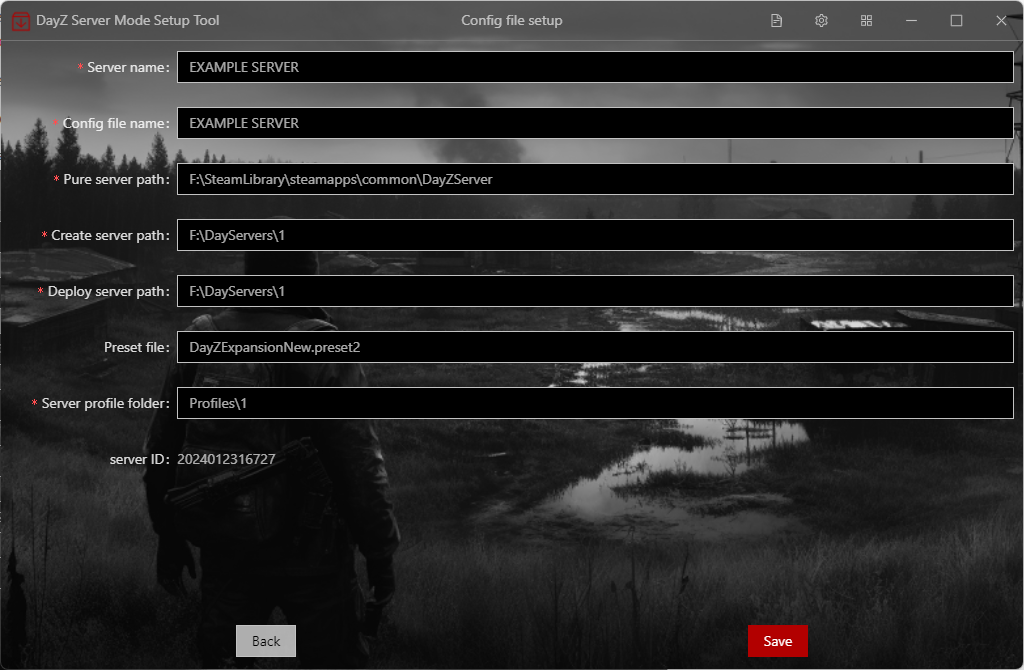 DayZ Server Mode Setup Tool
Config file setup
* Server name: EXAMPLE SERVER
* Config file name: EXAMPLE SERVER
* Pure server path: F:\SteamLibrary\steamapps\common\DayZServer
* Create server path: F:\DayServers\1
* Deploy server path: F:\DayServers\1
Preset file: DayZExpansionNew.preset2
* Server profile folder: Profiles\1
server ID: 2024012316727
Back
Save